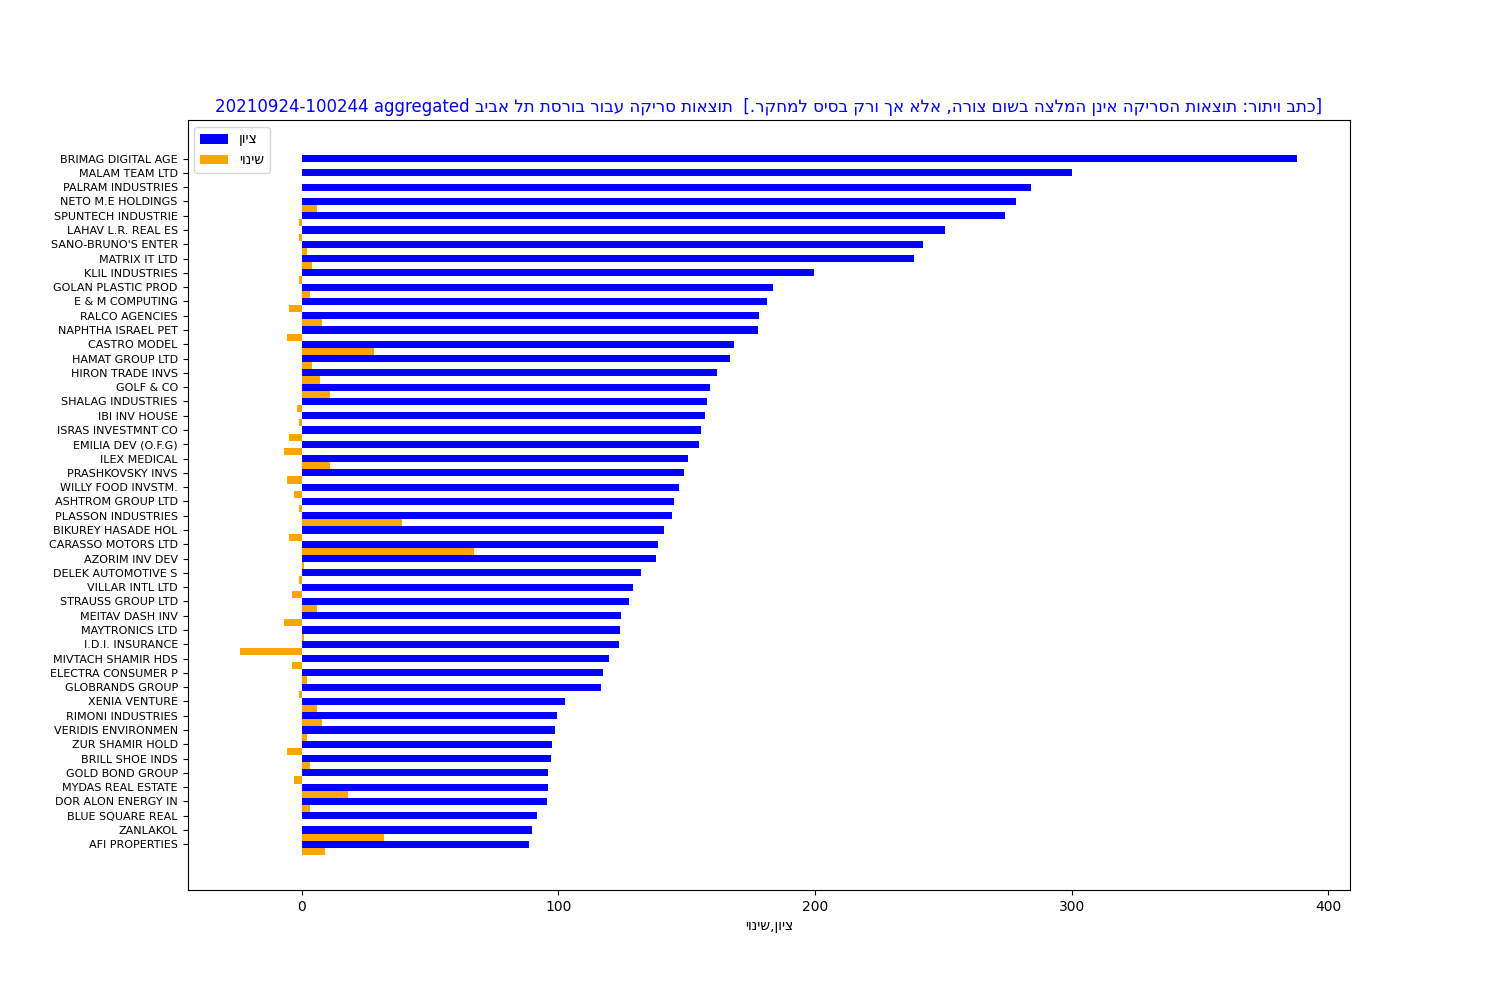 20210924-100244 aggregated תוצאות סריקה עבור בורסת תל אביב [כתב ויתור: תוצאות הסריקה אינן המלצה בשום צורה, אלא אך ורק בסיס למחקר.]
ציון
שינוי
BRIMAG DIGITAL AGE
MALAM TEAM LTD
PALRAM INDUSTRIES
NETO M.E HOLDINGS
SPUNTECH INDUSTRIE
LAHAV L.R. REAL ES
SANO-BRUNO'S ENTER
MATRIX IT LTD
KLIL INDUSTRIES
GOLAN PLASTIC PROD
E & M COMPUTING
RALCO AGENCIES
NAPHTHA ISRAEL PET
CASTRO MODEL
HAMAT GROUP LTD
HIRON TRADE INVS
GOLF & CO
SHALAG INDUSTRIES
IBI INV HOUSE
ISRAS INVESTMNT CO
EMILIA DEV (O.F.G)
ILEX MEDICAL
PRASHKOVSKY INVS
WILLY FOOD INVSTM.
ASHTROM GROUP LTD
PLASSON INDUSTRIES
BIKUREY HASADE HOL
CARASSO MOTORS LTD
AZORIM INV DEV
DELEK AUTOMOTIVE S
VILLAR INTL LTD
STRAUSS GROUP LTD
MEITAV DASH INV
MAYTRONICS LTD
I.D.I. INSURANCE
MIVTACH SHAMIR HDS
ELECTRA CONSUMER P
GLOBRANDS GROUP
XENIA VENTURE
RIMONI INDUSTRIES
VERIDIS ENVIRONMEN
ZUR SHAMIR HOLD
BRILL SHOE INDS
GOLD BOND GROUP
MYDAS REAL ESTATE
DOR ALON ENERGY IN
BLUE SQUARE REAL
ZANLAKOL
AFI PROPERTIES
0 100 200 300 400
ציון,שינוי